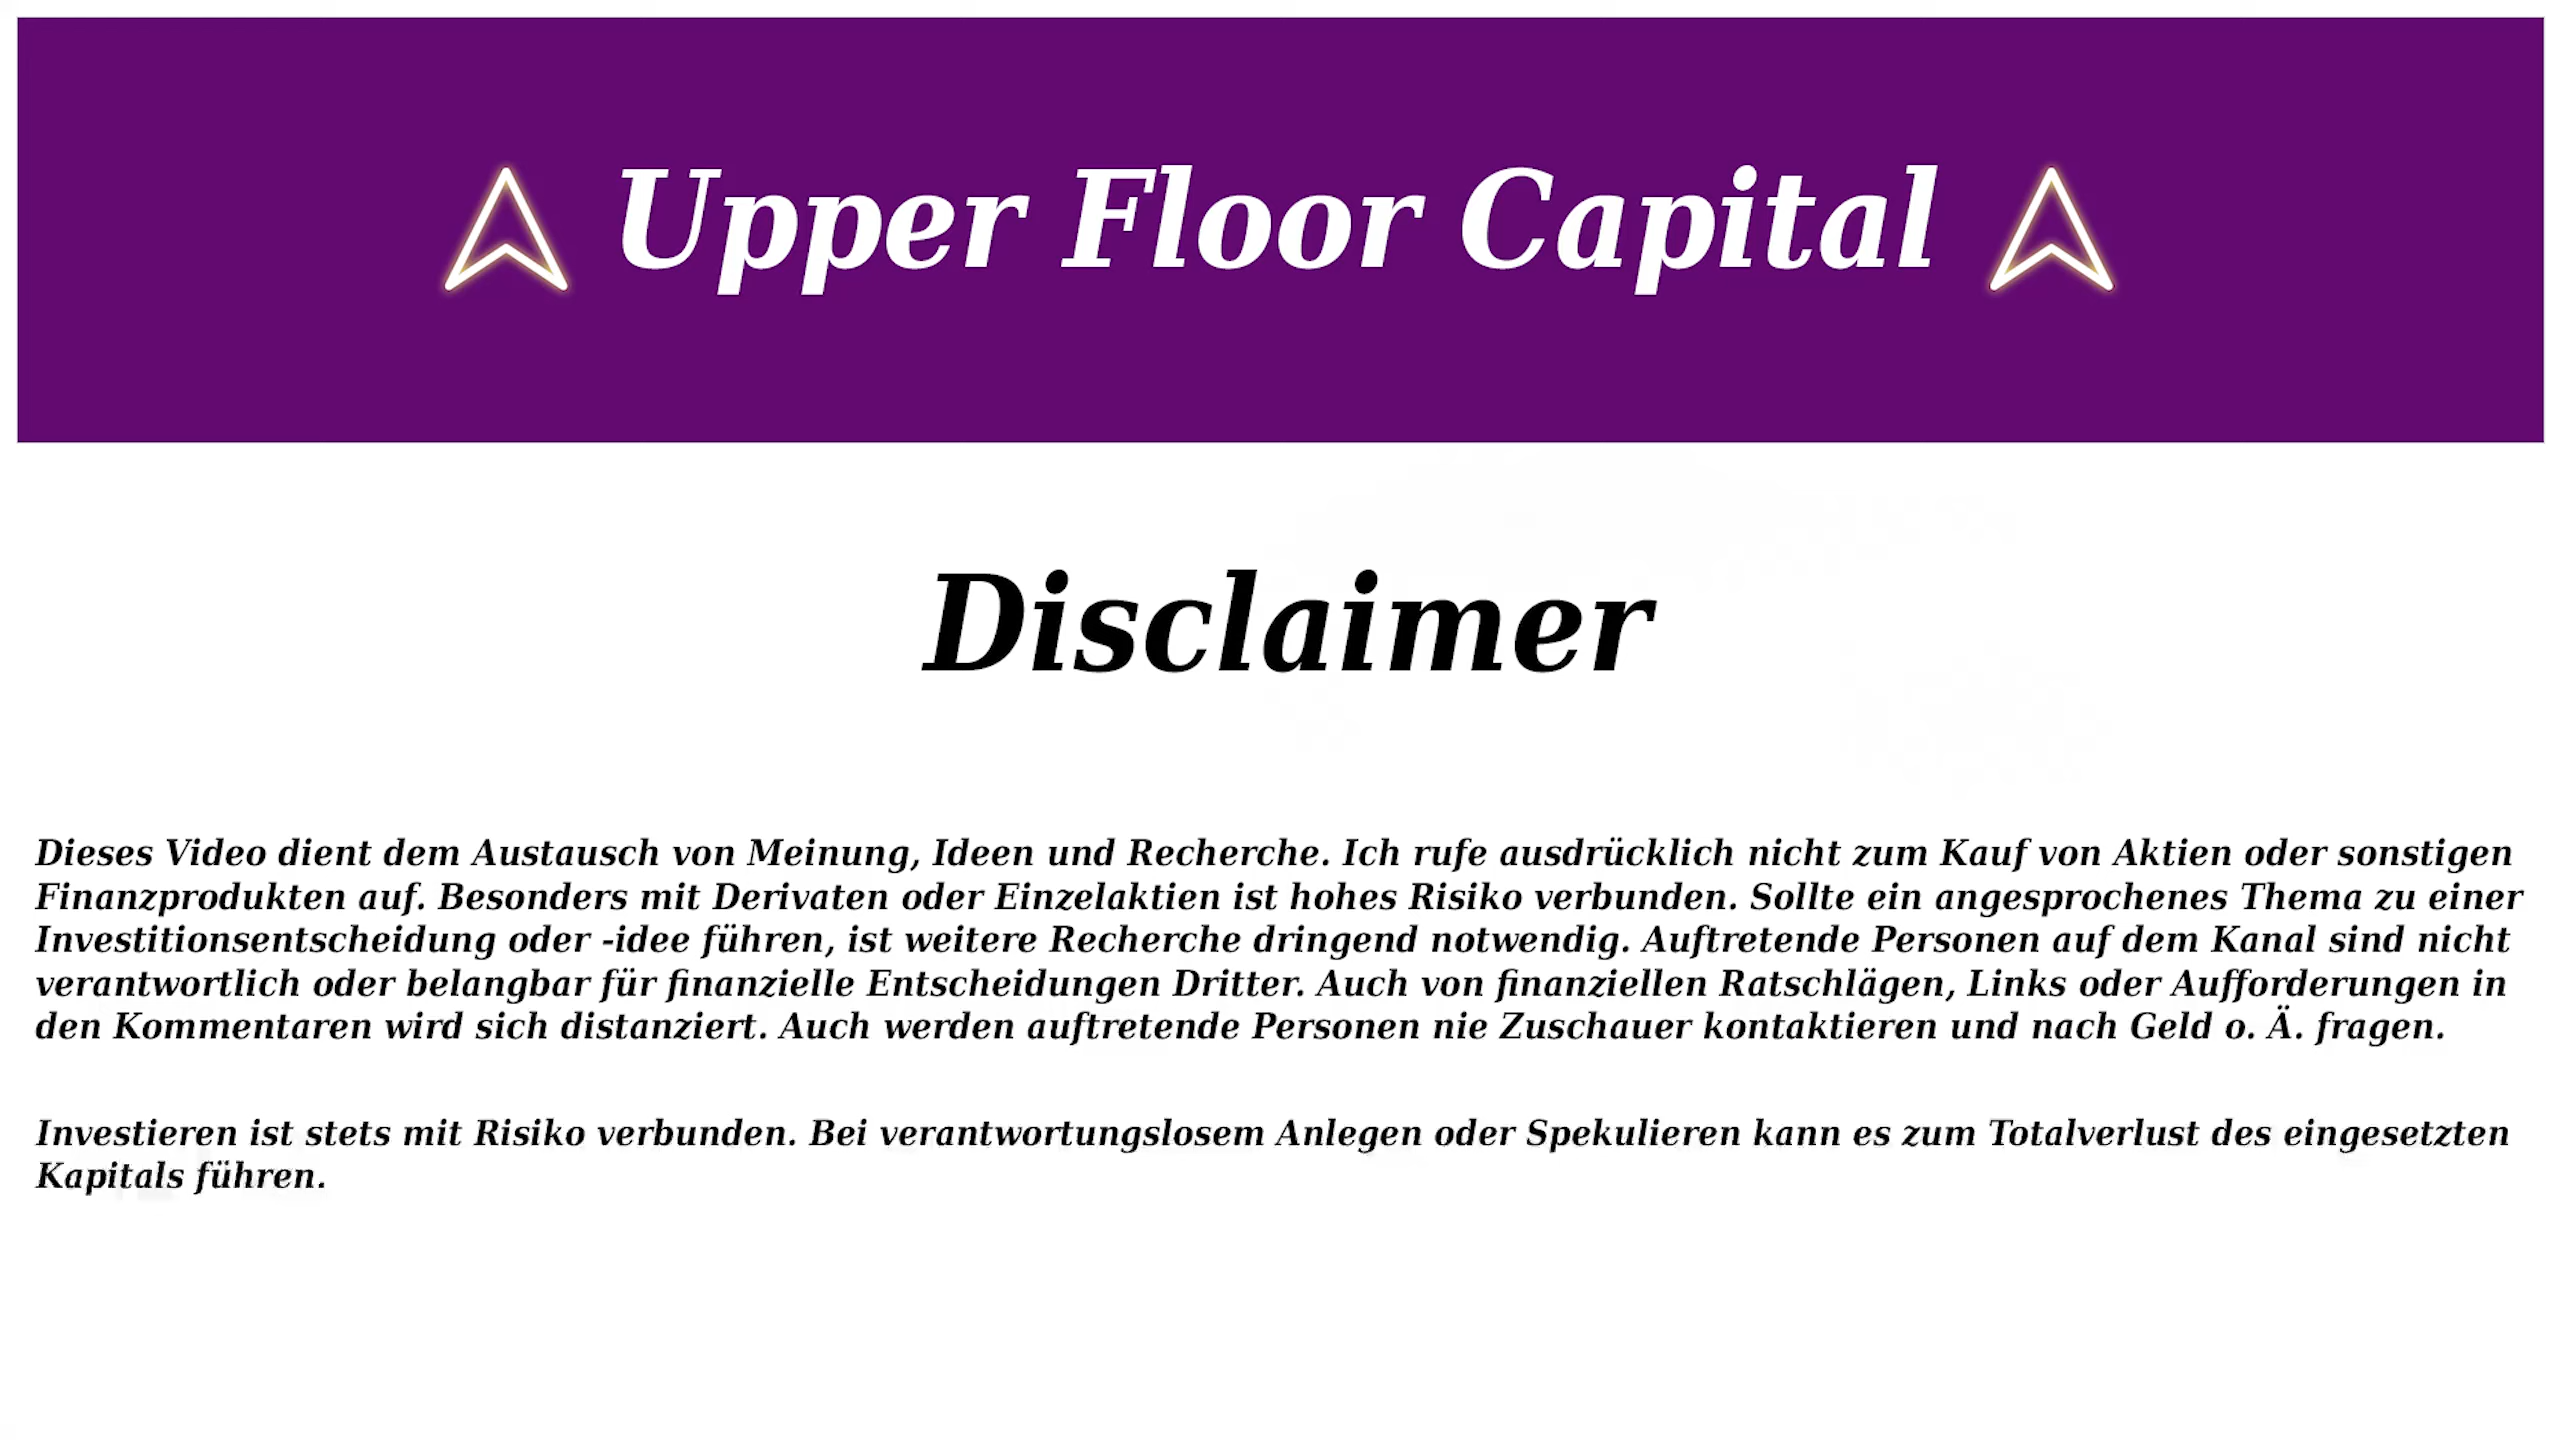 Upper Floor Capital
Disclaimer
Dieses Video dient dem Austausch von Meinung, Ideen und Recherche. Ich rufe ausdrücklich nicht zum Kauf von Aktien oder sonstigen
Finanzprodukten auf. Besonders mit Derivaten oder Einzelaktien ist hohes Risiko verbunden. Sollte ein angesprochenes Thema zu einer
Investitionsentscheidung oder -idee führen, ist weitere Recherche dringend notwendig. Auftretende Personen auf dem Kanal sind nicht
verantwortlich oder belangbar für finanzielle Entscheidungen Dritter. Auch von finanziellen Ratschlägen, Links oder Aufforderungen in
den Kommentaren wird sich distanziert. Auch werden auftretende Personen nie Zuschauer kontaktieren und nach Geld o. Ä. fragen.
Investieren ist stets mit Risiko verbunden. Bei verantwortungslosem Anlegen oder Spekulieren kann es zum Totalverlust des eingesetzten
Kapitals führen.